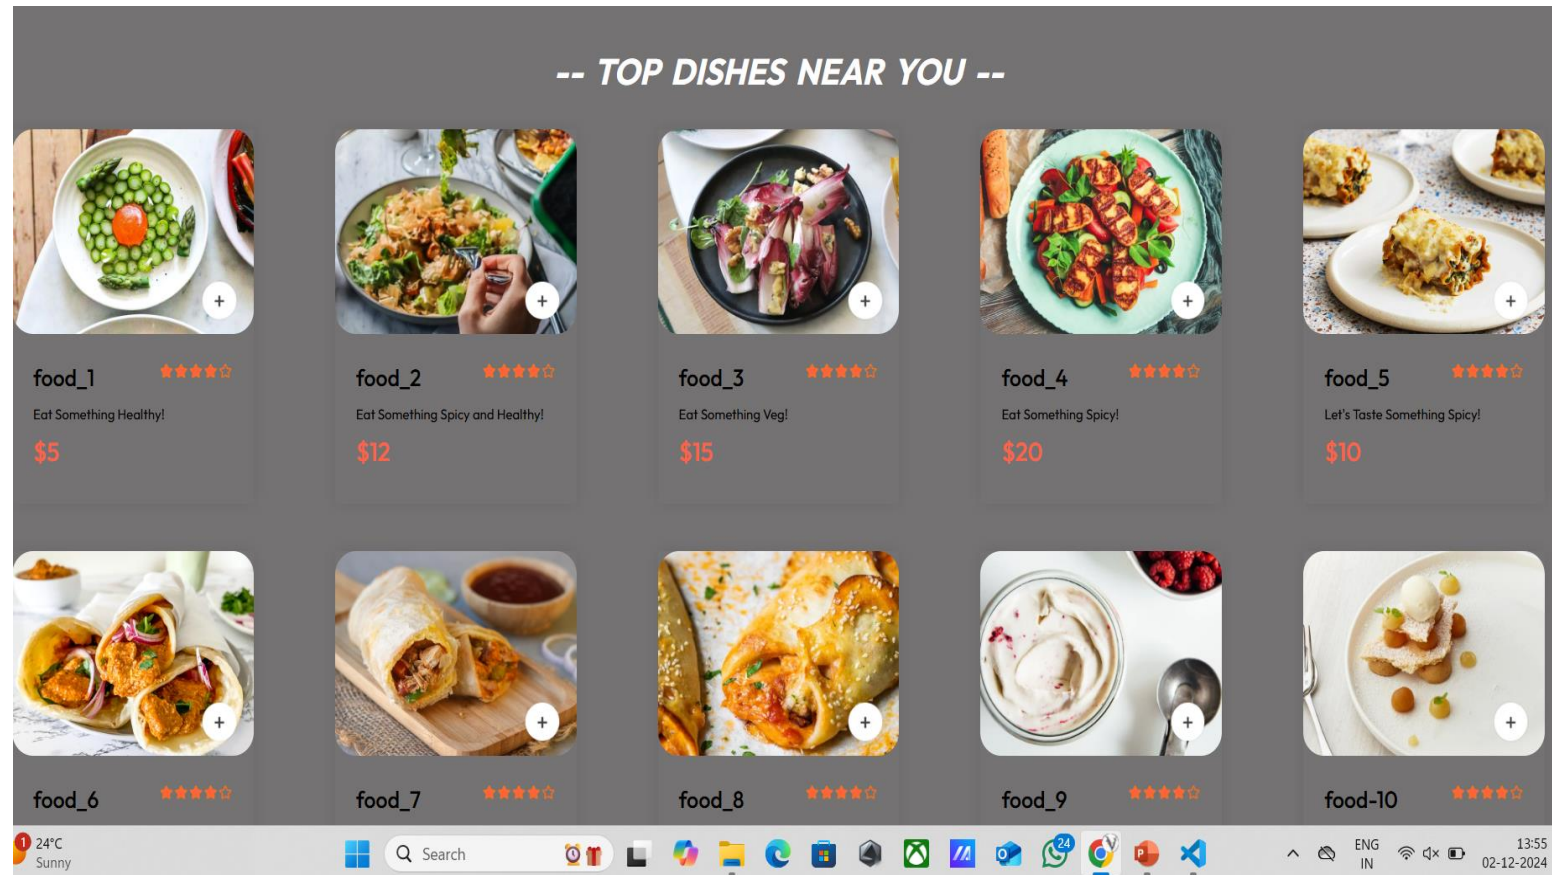 -- TOP DISHES NEAR YOU --
+
+
+
+
+
food_1
food_2
food_3
food_4
food_5
Eat Something Healthy!
Eat Something Spicy and Healthy!
Eat Something Veg!
Eat Something Spicy!
Let's Taste Something Spicy!
$5
$12
$15
$20
$10
+
+
+
+
+
food_6
food_7
food_8
food_9
food-10
1
24°C
Sunny
Search
24
ENG
IN
13:55
02-12-2024